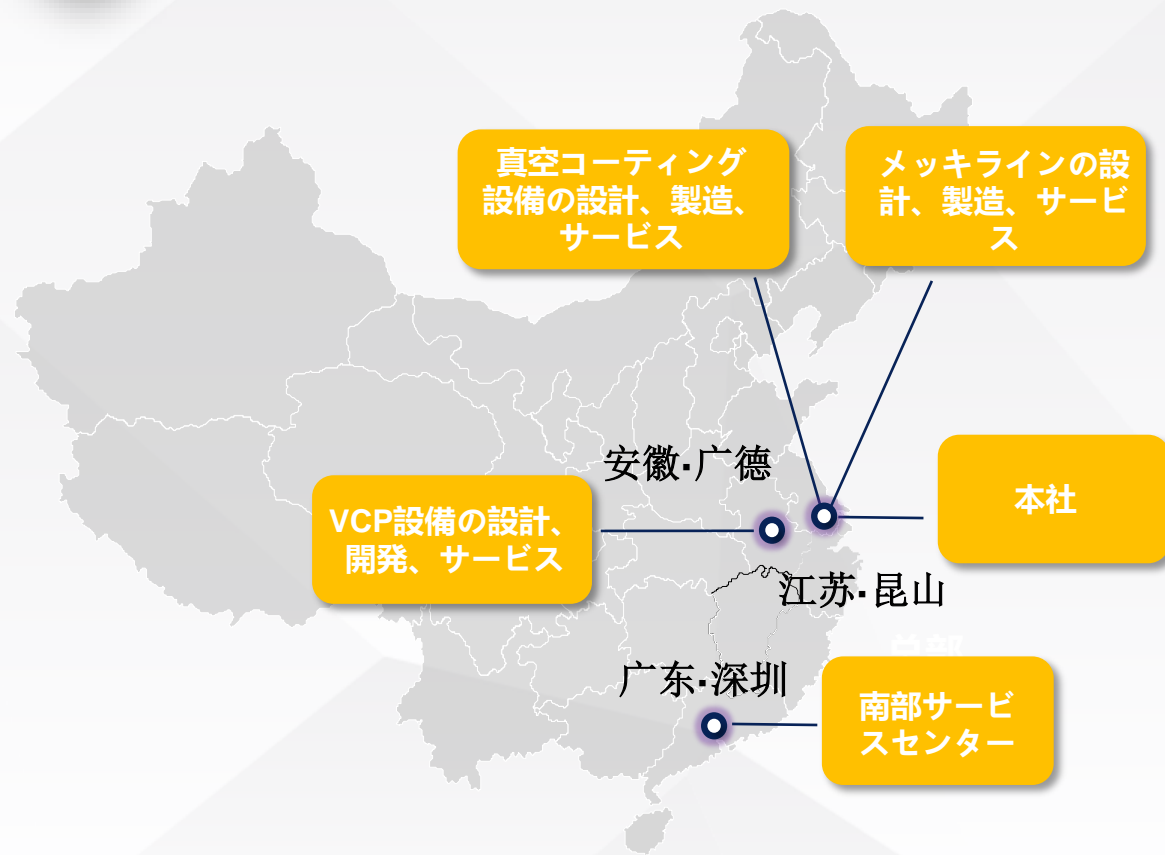 真空コーティング
設備の設計、製造、
サービス
メッキラインの設
計、製造、サービ
ス
安徽·广德
本社
VCP設備の設計、
開発、サービス
江苏·昆山
总部
广东·深圳
南部サービ
スセンター